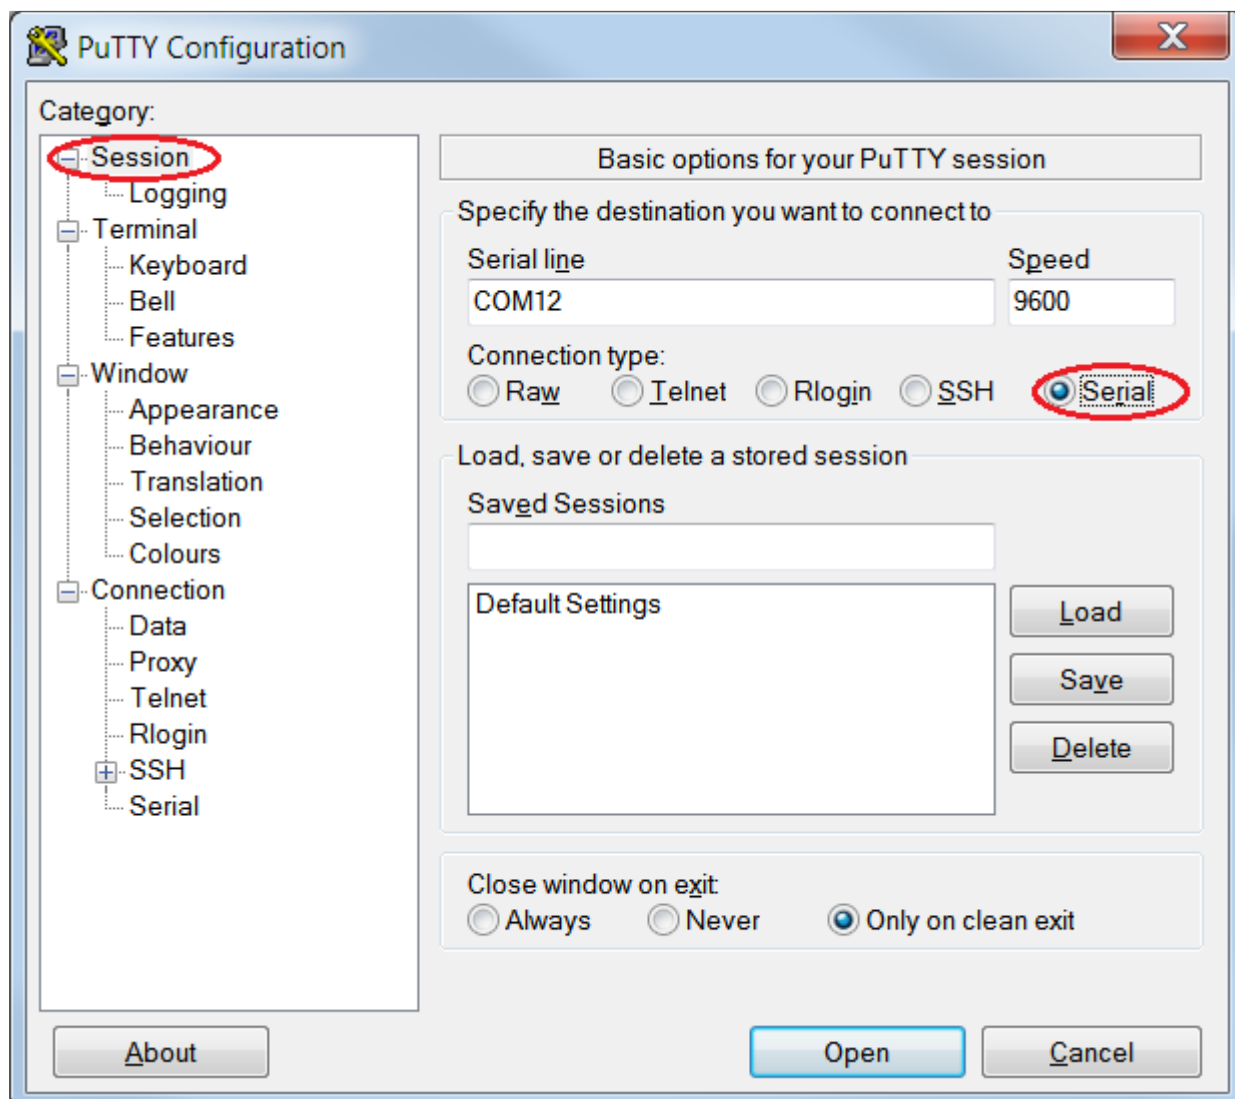 PuTTY Configuration
X
Category:
Session
Logging
Terminal
Keyboard
Bell
Features
Window
Appearance
Behaviour
Translation
Selection
Colours
Connection
Data
Proxy
Telnet
Rlogin
SSH
Serial
Basic options for your PuTTY session
Specify the destination you want to connect to
Serial line Speed
COM12 9600
Connection type:
Raw Telnet Rlogin SSH Serial
Load, save or delete a stored session
Saved Sessions
Default Settings
Load
Save
Delete
Close window on exit:
Always Never Only on clean exit
About Open Cancel